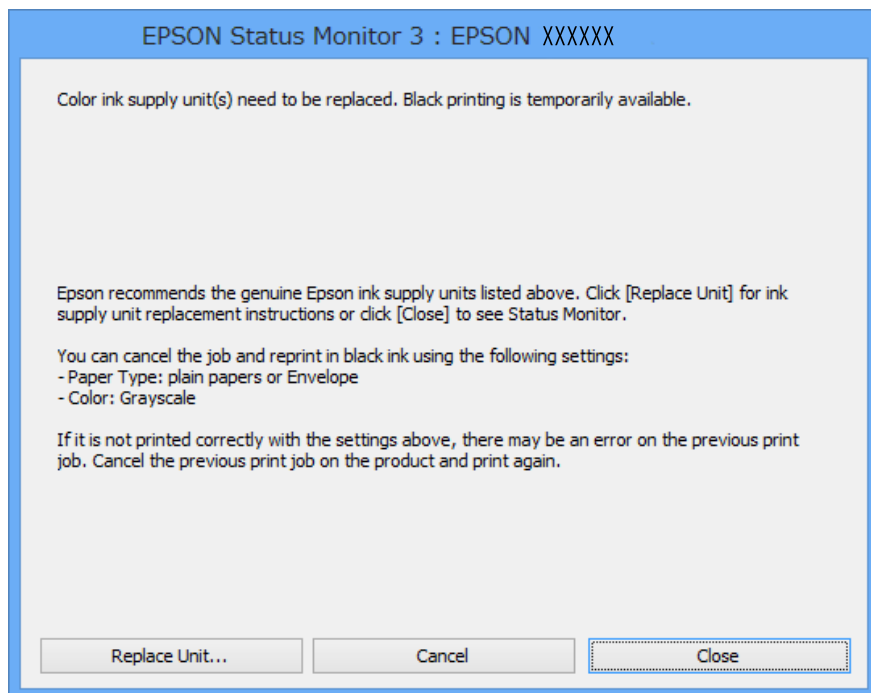 EPSON Status Monitor 3 : EPSON XXXXXX
Color ink supply unit(s) need to be replaced. Black printing is temporarily available.
Epson recommends the genuine Epson ink supply units listed above. Click [Replace Unit] for ink
supply unit replacement instructions or click [Close] to see Status Monitor.
You can cancel the job and reprint in black ink using the following settings:
- Paper Type: plain papers or Envelope
- Color: Grayscale
If it is not printed correctly with the settings above, there may be an error on the previous print
job. Cancel the previous print job on the product and print again.
Replace Unit... Cancel Close